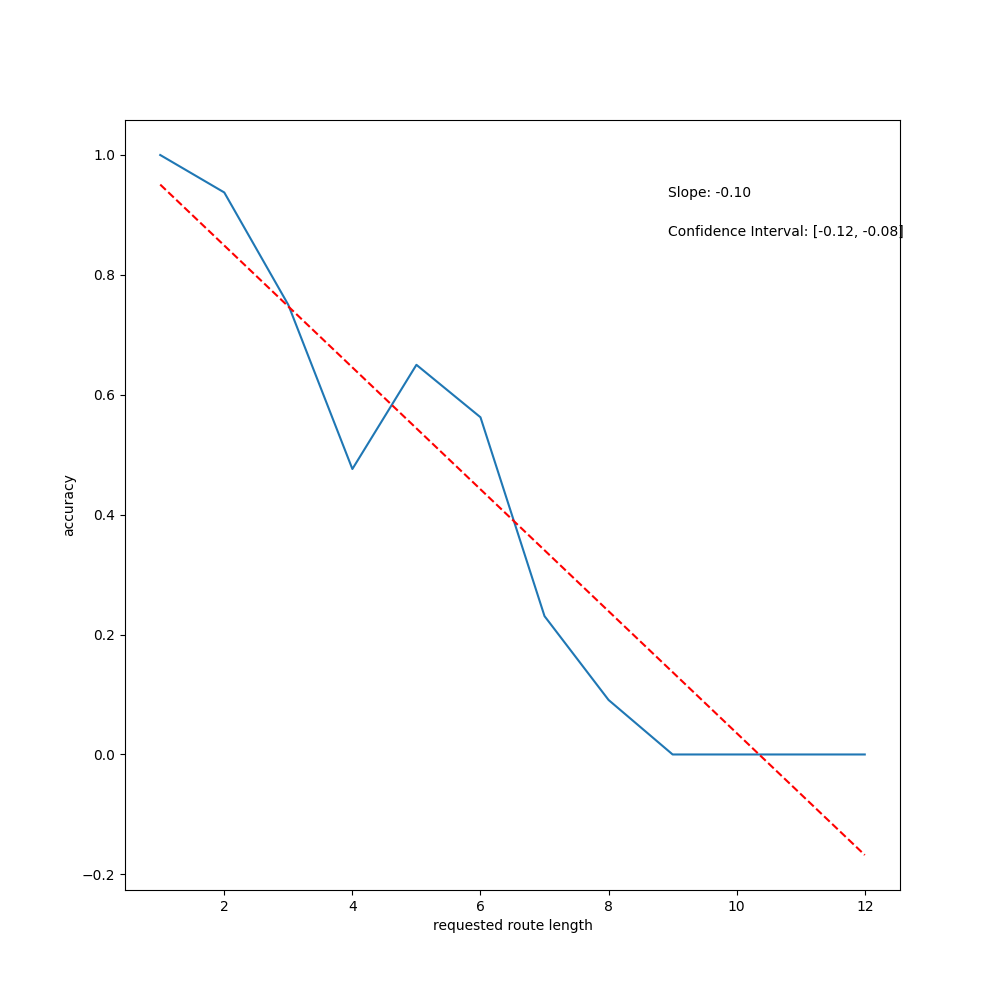 Slope: -0.10
Confidence Interval: [-0.12, -0.08]
1.0
0.8
0.6
0.4
0.2
0.0
−0.2
accuracy
2 4 6 8 10 12
requested route length